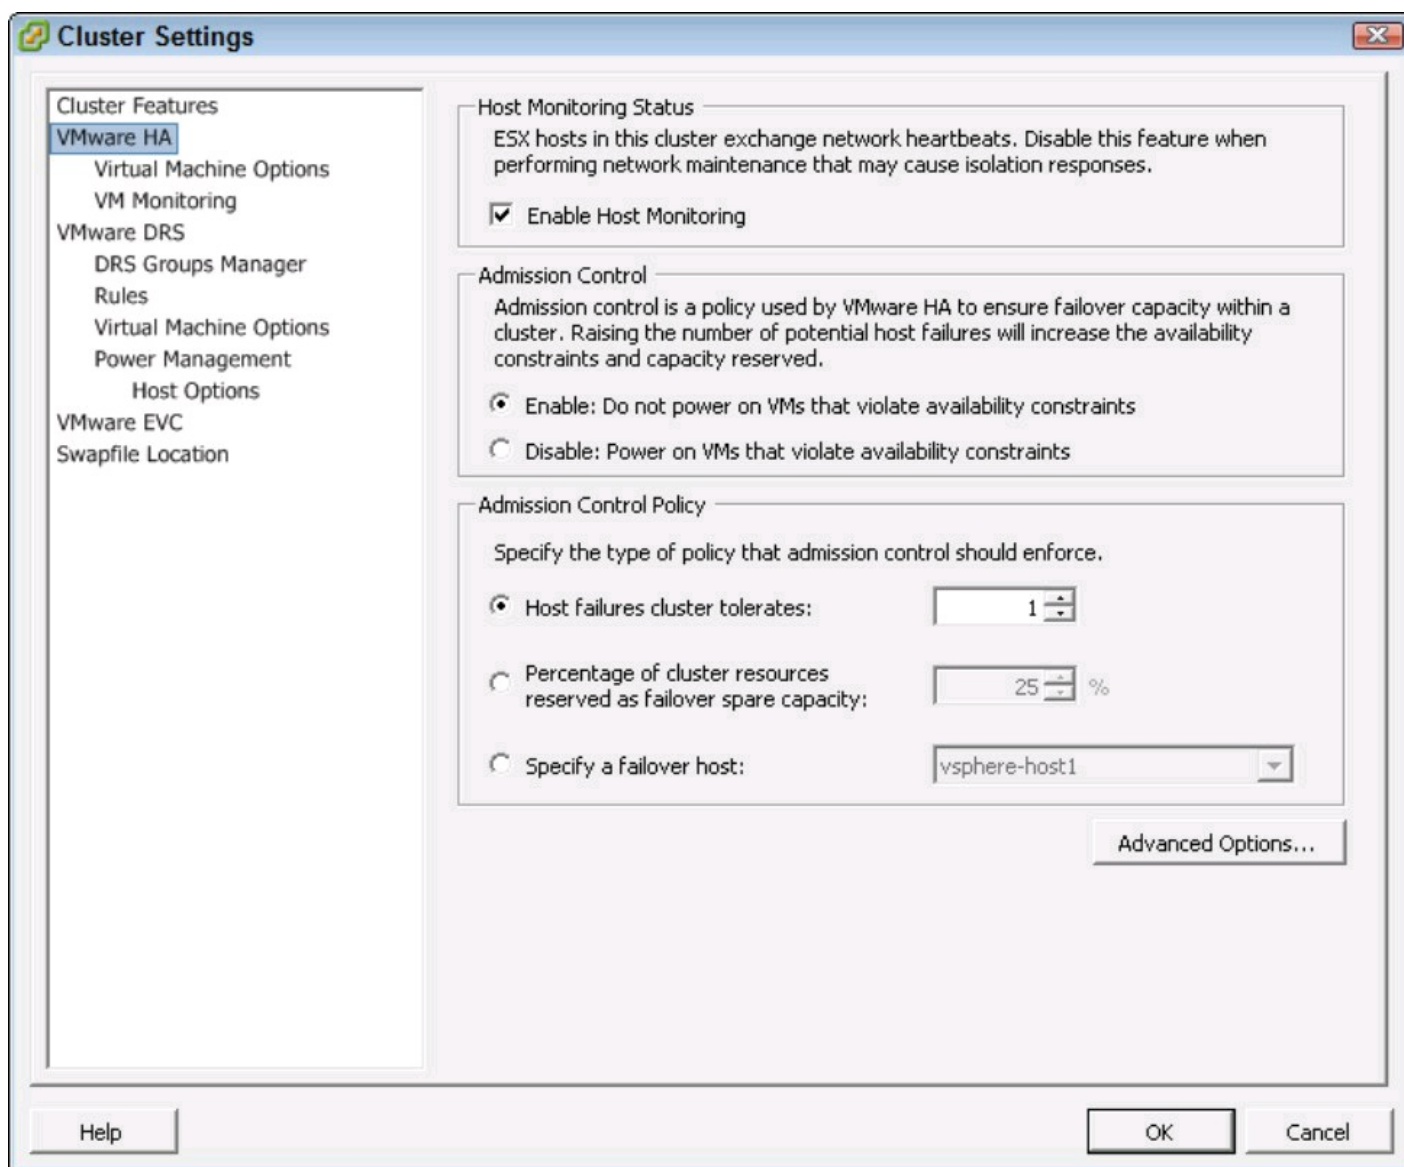 Cluster Settings
Cluster Features
VMware HA
Virtual Machine Options
VM Monitoring
VMware DRS
DRS Groups Manager
Rules
Virtual Machine Options
Power Management
Host Options
VMware EVC
Swapfile Location
Host Monitoring Status
ESX hosts in this cluster exchange network heartbeats. Disable this feature when
performing network maintenance that may cause isolation responses.
Enable Host Monitoring
Admission Control
Admission control is a policy used by VMware HA to ensure failover capacity within a
cluster. Raising the number of potential host failures will increase the availability
constraints and capacity reserved.
Enable: Do not power on VMs that violate availability constraints
Disable: Power on VMs that violate availability constraints
Admission Control Policy
Specify the type of policy that admission control should enforce.
Host failures cluster tolerates: 1
Percentage of cluster resources
reserved as failover spare capacity: 25 %
Specify a failover host: vsphere-host1
Advanced Options...
Help OK Cancel